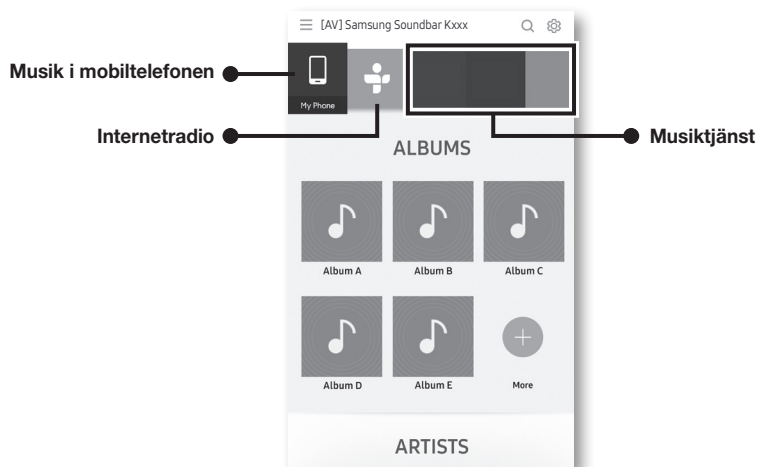 [AV] Samsung Soundbar Kxxx
Musik i mobiltelefonen
My Phone
Internetradio
Musiktjänst
ALBUMS
Album A
Album B
Album C
Album D
Album E
More
ARTISTS